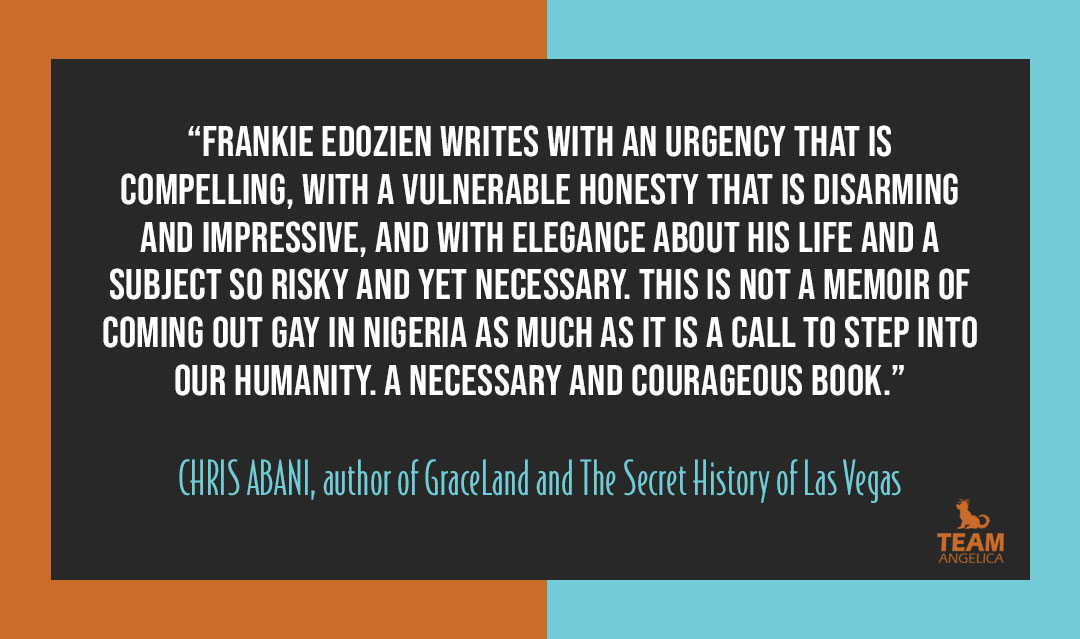 “FRANKIE EDOZIEN WRITES WITH AN URGENCY THAT IS
COMPELLING, WITH A VULNERABLE HONESTY THAT IS DISARMING
AND IMPRESSIVE, AND WITH ELEGANCE ABOUT HIS LIFE AND A
SUBJECT SO RISKY AND YET NECESSARY. THIS IS NOT A MEMOIR OF
COMING OUT GAY IN NIGERIA AS MUCH AS IT IS A CALL TO STEP INTO
OUR HUMANITY. A NECESSARY AND COURAGEOUS BOOK.”
CHRIS ABANI, author of GraceLand and The Secret History of Las Vegas
TEAM
ANGELICA